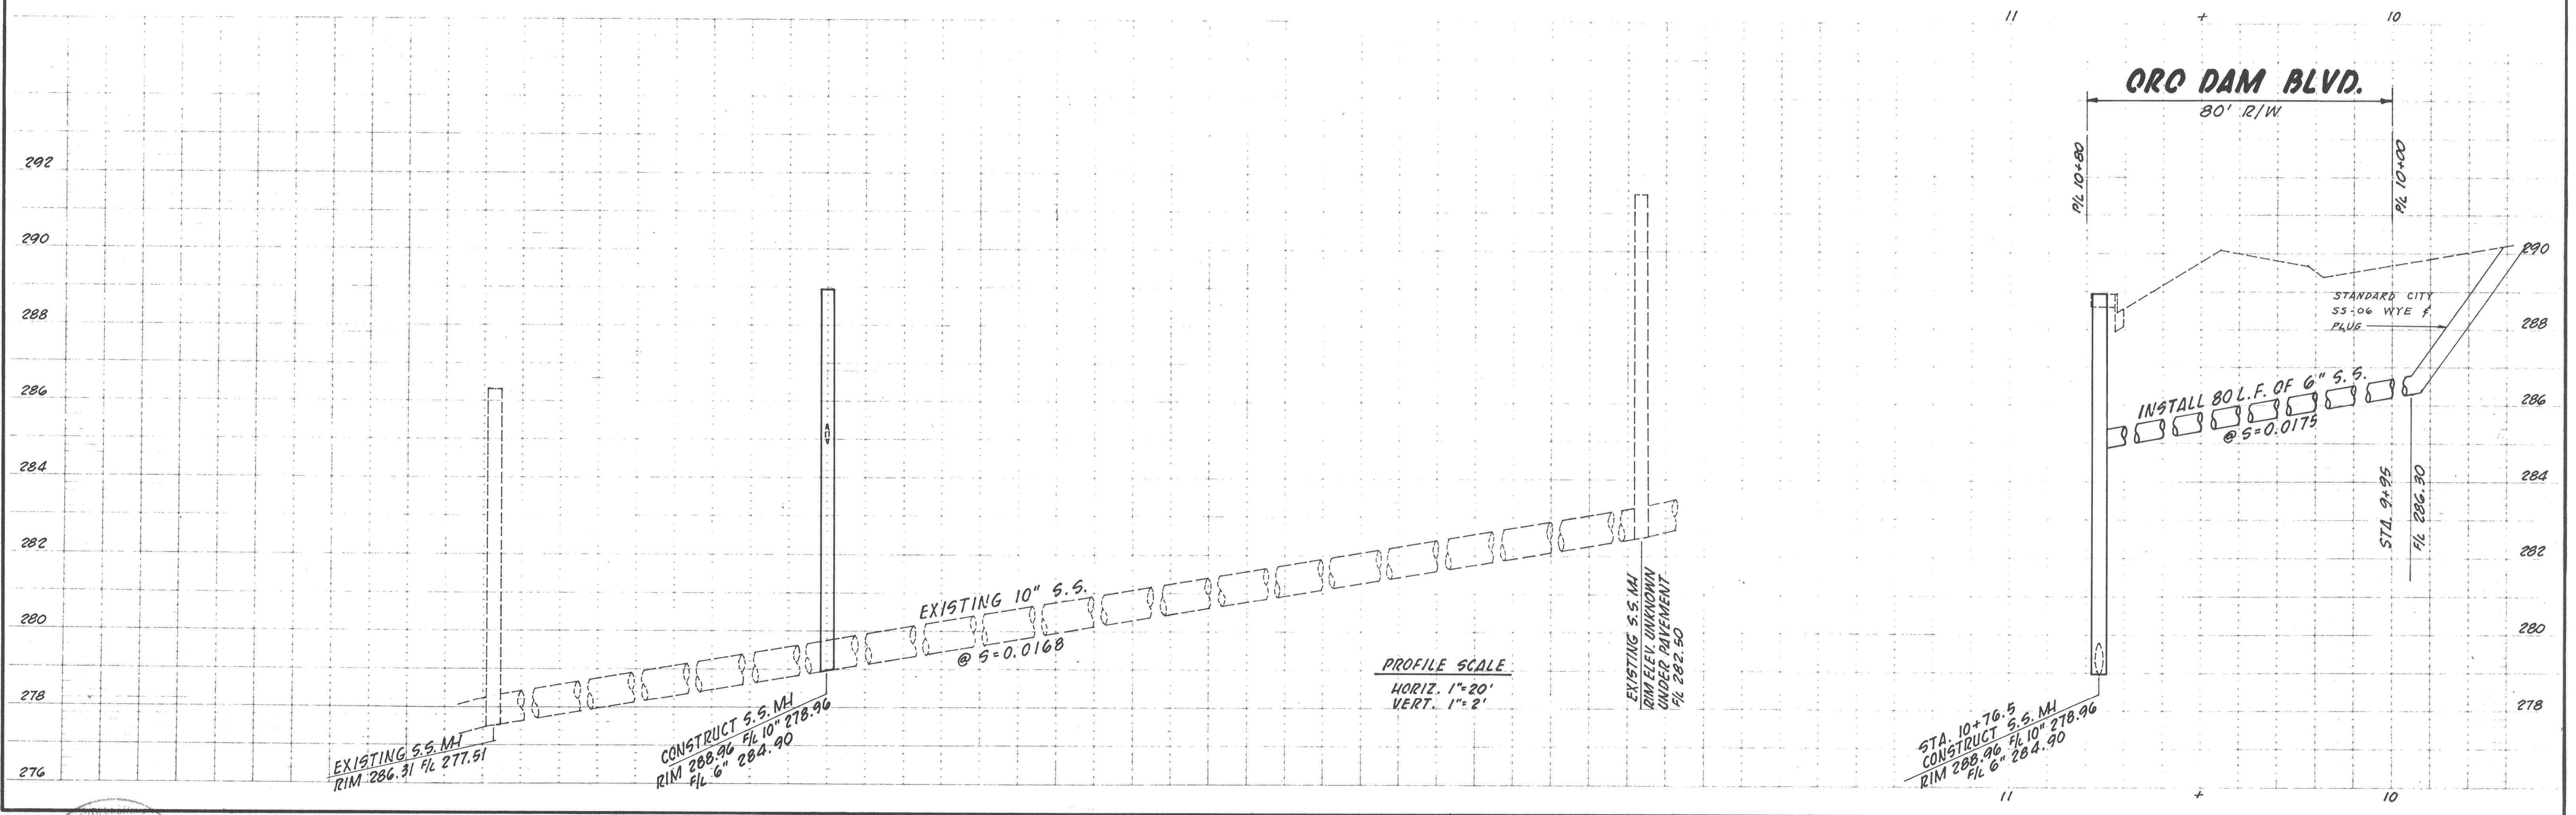 11 + 10
ORO DAM BLVD.
80' R/W
P/L 10+80
P/L 10+00
292
290
288
286
284
282
280
278
276
290
288
286
284
282
280
278
STANDARD CITY
SS-06 WYE &
PLUG
INSTALL 80 L.F. OF 6" S.S.
@ S=0.0175
STA. 9+95
F/L 286.30
EXISTING 10" S.S.
@ S=0.0168
EXISTING S.S. MH
RIM 286.31 F/L 277.51
CONSTRUCT S.S. MH
RIM 288.96 F/L 10" 278.96
F/L 6" 284.90
PROFILE SCALE
HORIZ. 1"=20'
VERT. 1"=2'
EXISTING S.S. MH
RIM ELEV. UNKNOWN
UNDER PAVEMENT
F/L 282.50
STA. 10+76.5
CONSTRUCT S.S. MH
RIM 288.96 F/L 10" 278.96
F/L 6" 284.90
11 + 10